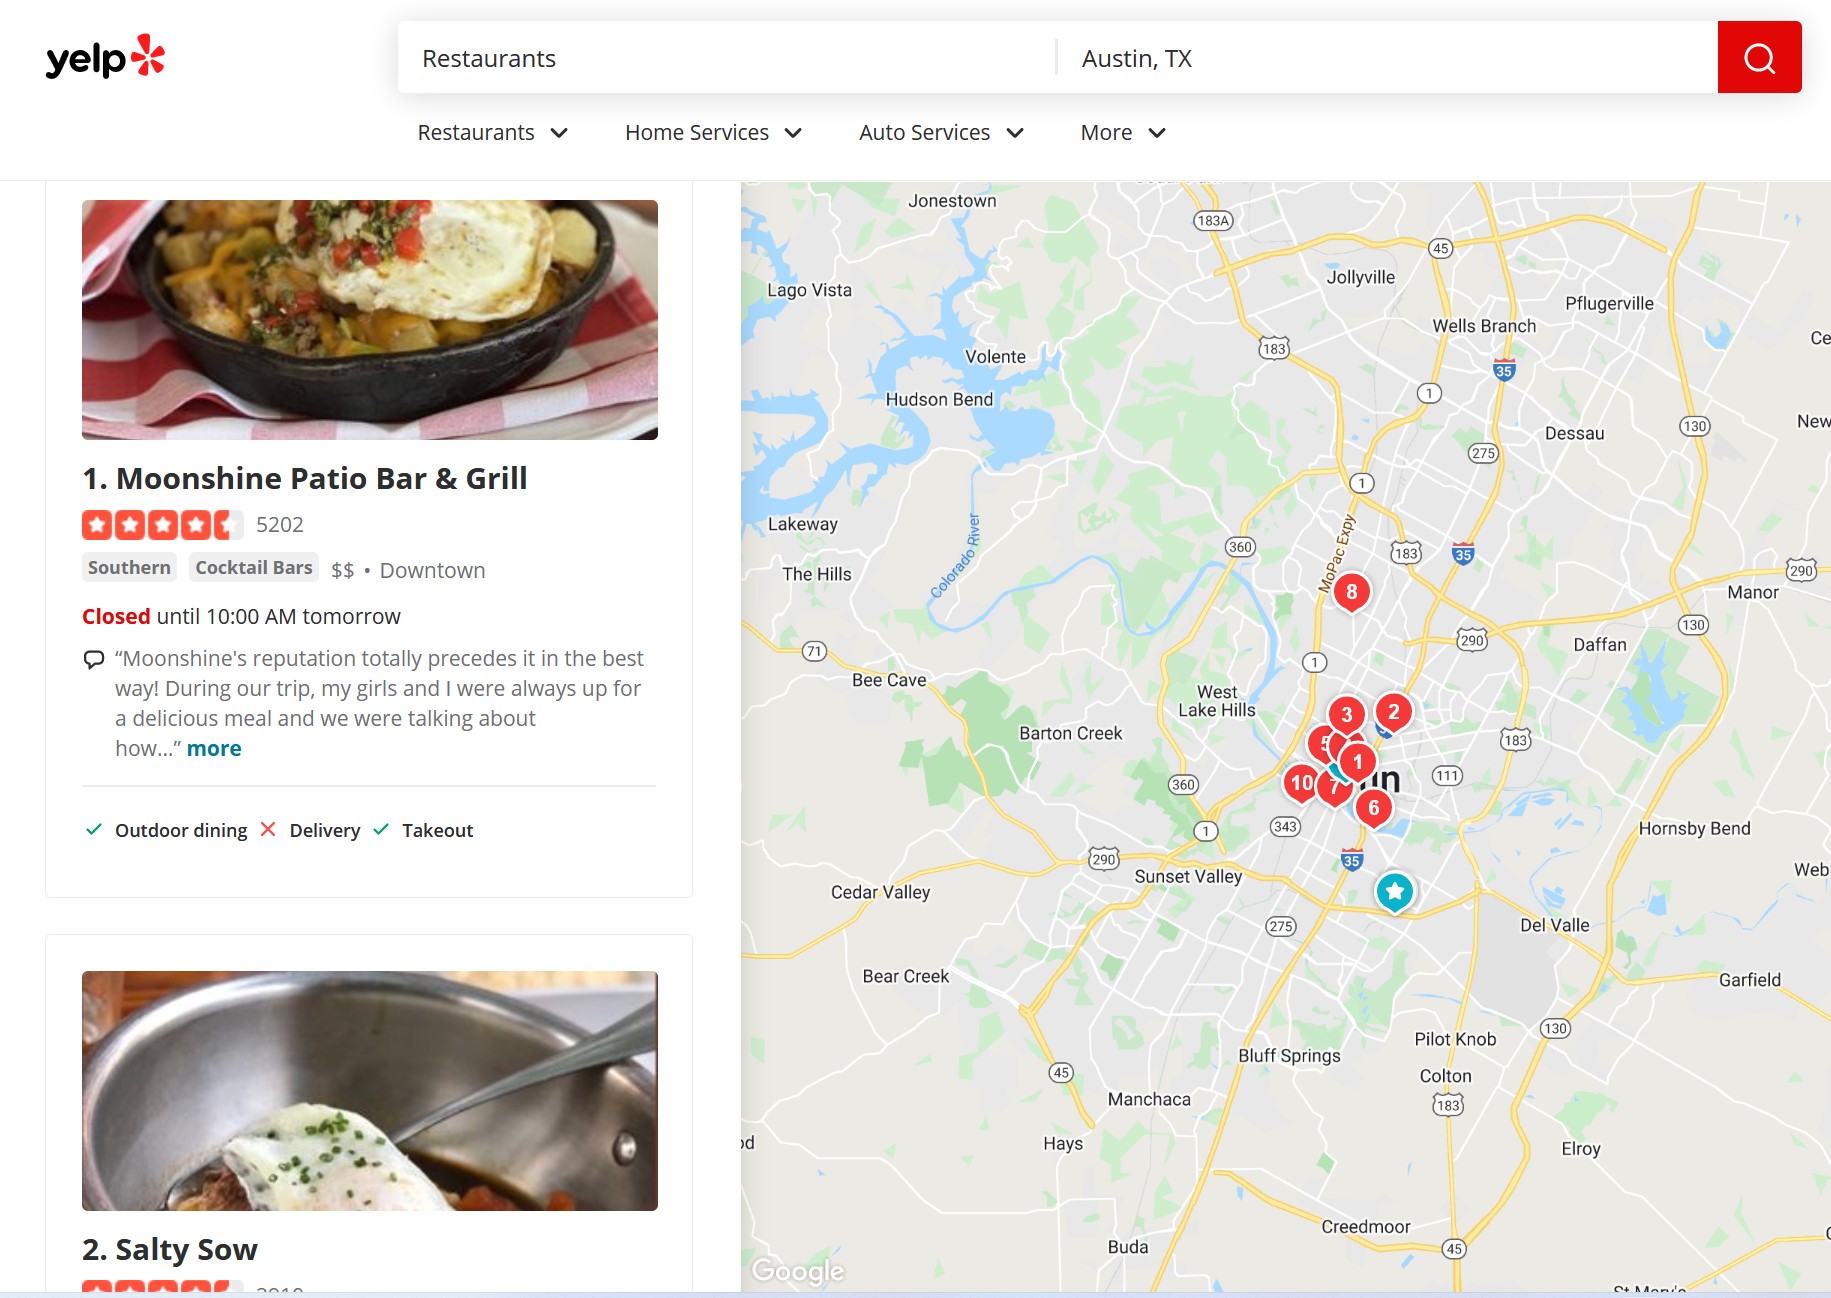 yelp
Restaurants
Austin, TX
Restaurants
Home Services
Auto Services
More
1. Moonshine Patio Bar & Grill
5202
Southern
Cocktail Bars
$$ • Downtown
Closed until 10:00 AM tomorrow
“Moonshine's reputation totally precedes it in the best
way! During our trip, my girls and I were always up for
a delicious meal and we were talking about
how…” more
Outdoor dining
Delivery
Takeout
2. Salty Sow
Jonestown
183A
45
Jollyville
Lago Vista
Pflugerville
Wells Branch
183
Volente
35
1
Hudson Bend
130
Dessau
275
1
Lakeway
Colorado River
MoPac Expy
360
183
35
290
The Hills
8
Manor
130
290
Daffan
71
1
Bee Cave
West
Lake Hills
3
2
Barton Creek
183
5
1
111
360
10
7
6
343
1
Hornsby Bend
290
35
Sunset Valley
Cedar Valley
275
Del Valle
Bear Creek
Garfield
130
Pilot Knob
Bluff Springs
45
Colton
Manchaca
183
Hays
Elroy
Creedmoor
Buda
45
Google